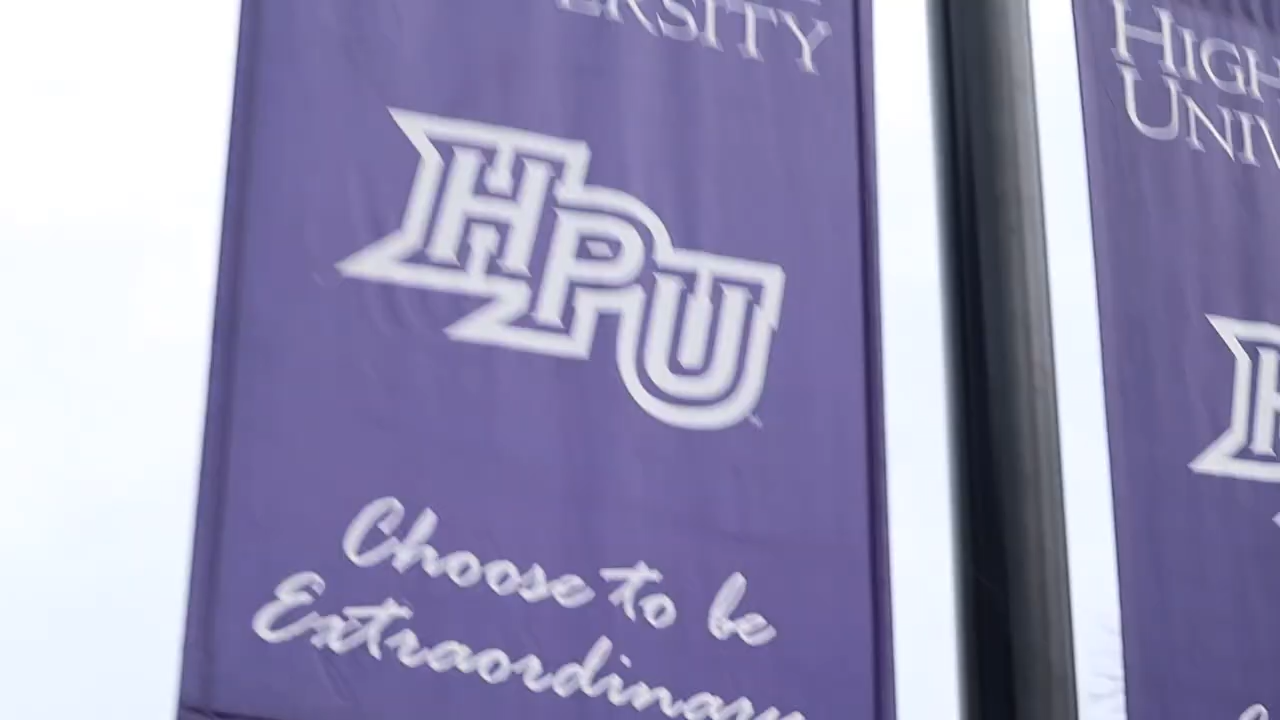 ERSITY
HPU
Choose to be
Extraordinary
HIGH
UNIV
H